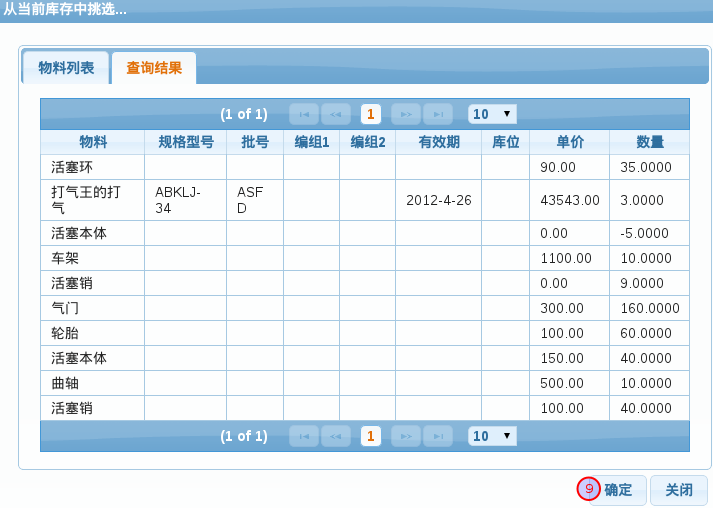 从当前库存中挑选...
物料列表 查询结果
(1 of 1) 1 10
物料 规格型号 批号 编组1 编组2 有效期 库位 单价 数量
活塞环 90.00 35.0000
打气王的打气 ABKLJ-34 ASFD 2012-4-26 43543.00 3.0000
活塞本体 0.00 -5.0000
车架 1100.00 10.0000
活塞销 0.00 9.0000
气门 300.00 160.0000
轮胎 100.00 60.0000
活塞本体 150.00 40.0000
曲轴 500.00 10.0000
活塞销 100.00 40.0000
(1 of 1) 1 10
9 确定 关闭